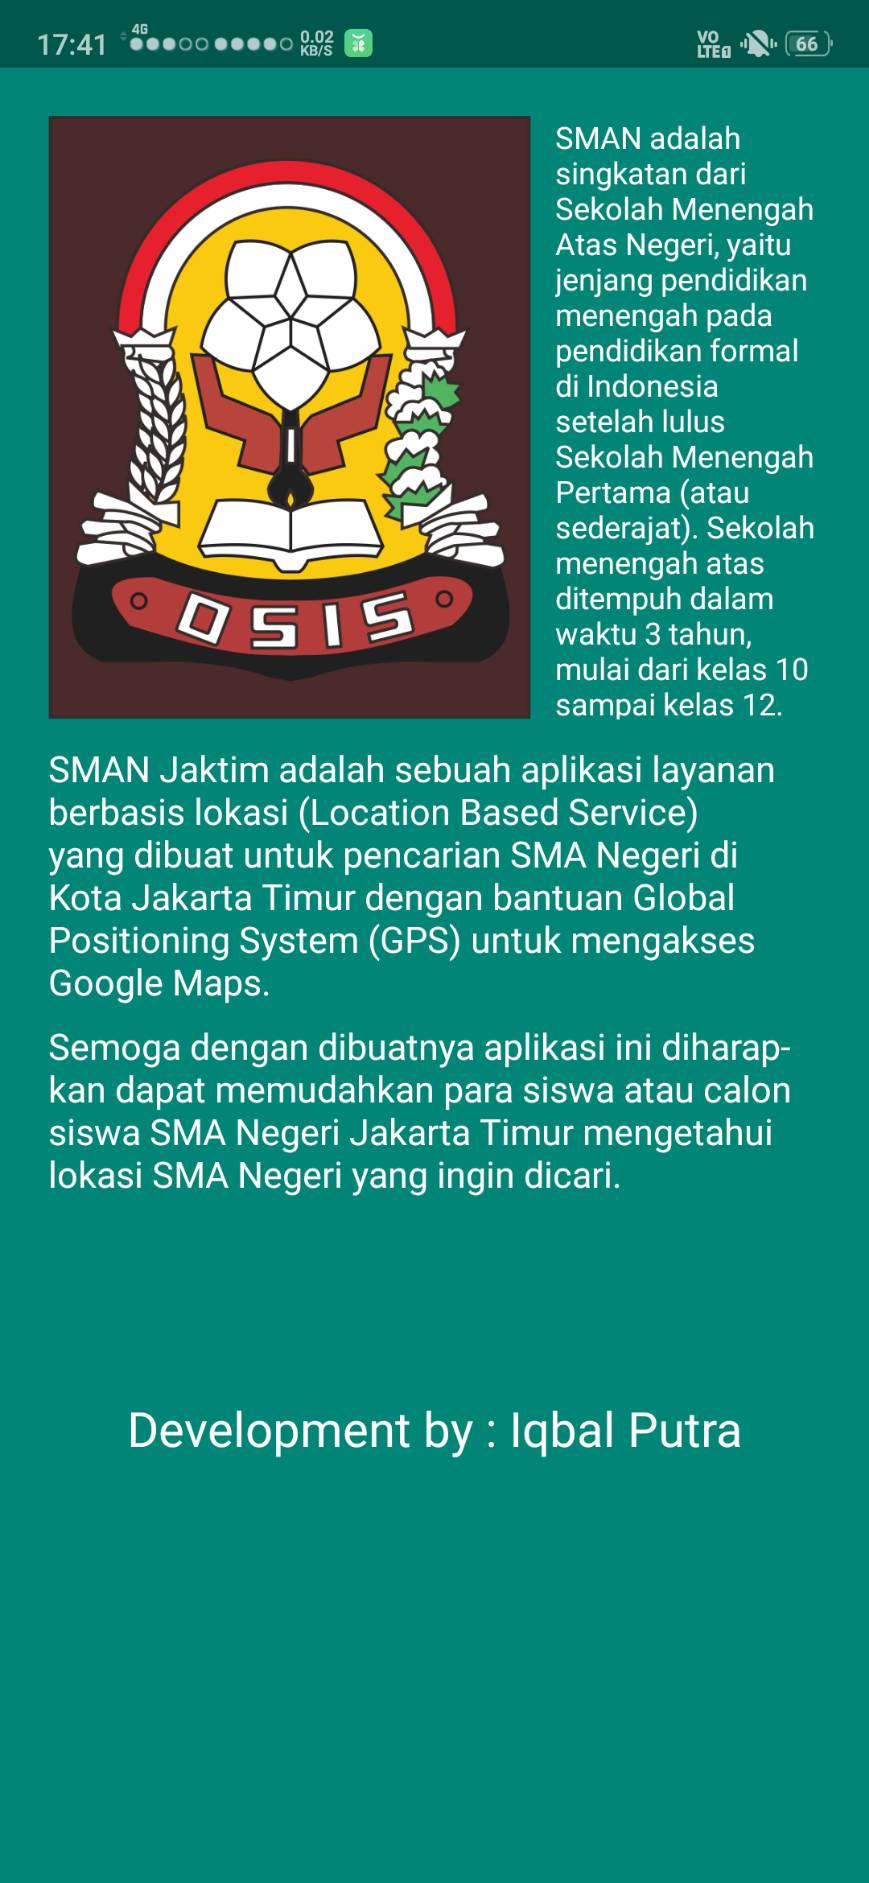 17:41
4G
0.02
KB/S
VO
LTE1
66
OSIS
SMAN adalah
singkatan dari
Sekolah Menengah
Atas Negeri, yaitu
jenjang pendidikan
menengah pada
pendidikan formal
di Indonesia
setelah lulus
Sekolah Menengah
Pertama (atau
sederajat). Sekolah
menengah atas
ditempuh dalam
waktu 3 tahun,
mulai dari kelas 10
sampai kelas 12.
SMAN Jaktim adalah sebuah aplikasi layanan
berbasis lokasi (Location Based Service)
yang dibuat untuk pencarian SMA Negeri di
Kota Jakarta Timur dengan bantuan Global
Positioning System (GPS) untuk mengakses
Google Maps.
Semoga dengan dibuatnya aplikasi ini diharap-
kan dapat memudahkan para siswa atau calon
siswa SMA Negeri Jakarta Timur mengetahui
lokasi SMA Negeri yang ingin dicari.
Development by : Iqbal Putra